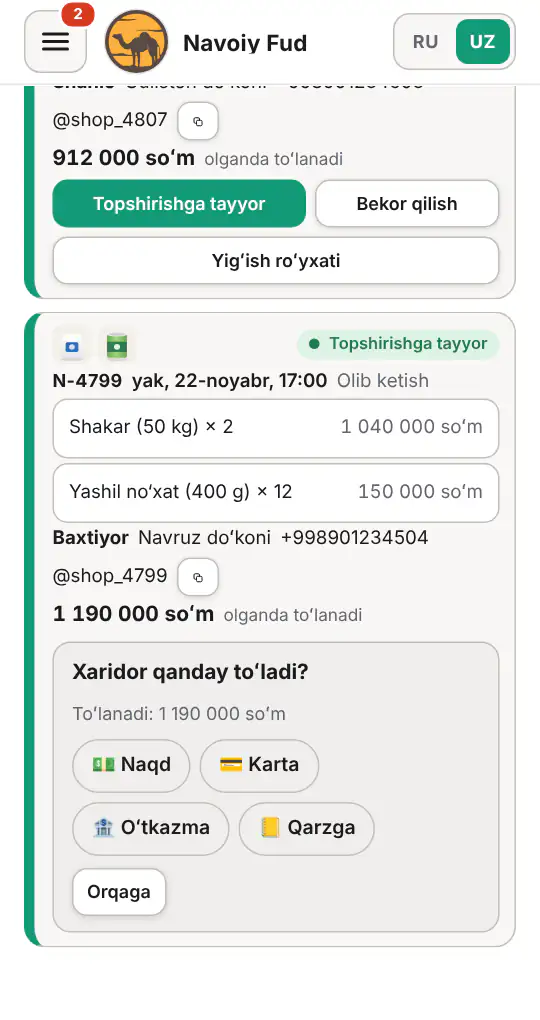 2
Navoiy Fud
RU UZ
@shop_4807
912 000 soʻm olganda toʻlanadi
Topshirishga tayyor Bekor qilish
Yigʻish roʻyxati
Topshirishga tayyor
N-4799 yak, 22-noyabr, 17:00 Olib ketish
Shakar (50 kg) × 2 1 040 000 soʻm
Yashil noʻxat (400 g) × 12 150 000 soʻm
Baxtiyor Navruz doʻkoni +998901234504
@shop_4799
1 190 000 soʻm olganda toʻlanadi
Xaridor qanday toʻladi?
Toʻlanadi: 1 190 000 soʻm
Naqd Karta
Oʻtkazma Qarzga
Orqaga